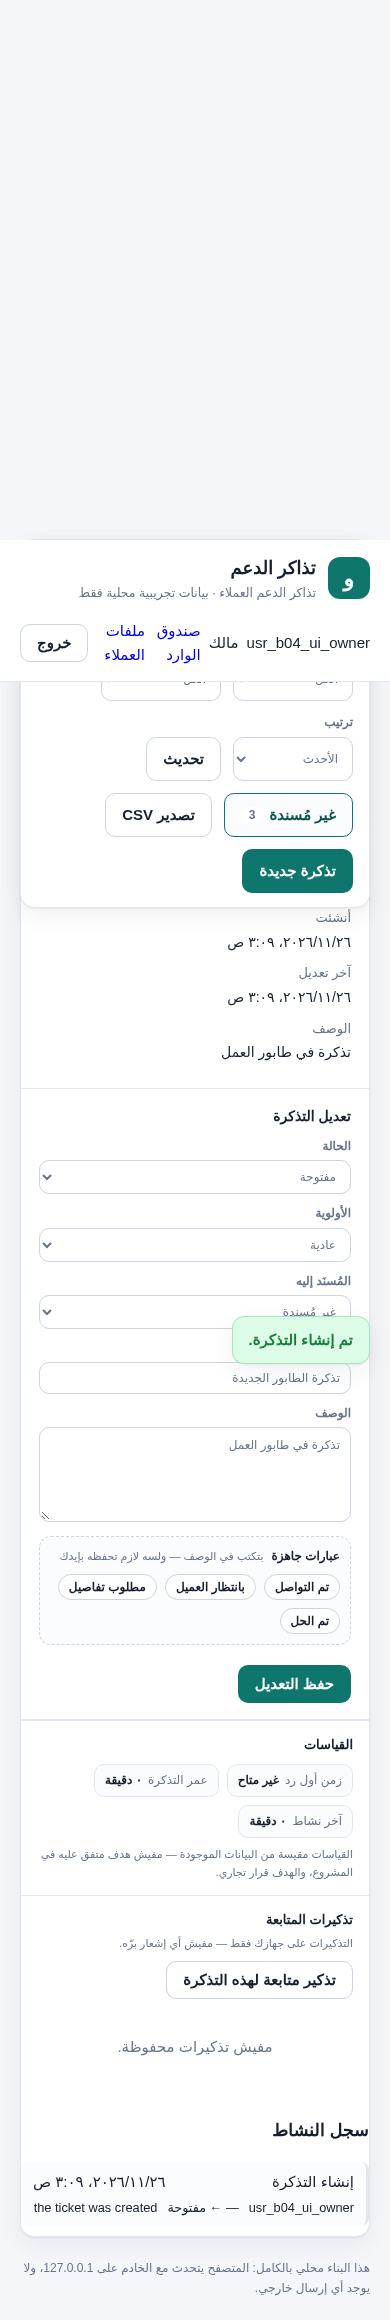 و
تذاكر الدعم
تذاكر الدعم العملاء · بيانات تجريبية محلية فقط
usr_b04_ui_owner مالك صندوق الوارد ملفات العملاء خروج
ترتيب
الأحدث تحديث
غير مُسندة 3 تصدير CSV
تذكرة جديدة
أنشئت
٢٠٢٦/١١/٢٦، ٣:٠٩ ص
آخر تعديل
٢٠٢٦/١١/٢٦، ٣:٠٩ ص
الوصف
تذكرة في طابور العمل
تعديل التذكرة
الحالة
مفتوحة
الأولوية
عادية
المُسنَد إليه
غير مُسندة
تم إنشاء التذكرة.
تذكرة الطابور الجديدة
الوصف
تذكرة في طابور العمل
عبارات جاهزة بتكتب في الوصف — ولسه لازم تحفظه بإيدك
تم التواصل بانتظار العميل مطلوب تفاصيل
تم الحل
حفظ التعديل
القياسات
زمن أول رد غير متاح عمر التذكرة ٠ دقيقة
آخر نشاط ٠ دقيقة
القياسات مقيسة من البيانات الموجودة — مفيش هدف متفق عليه في
المشروع، والهدف قرار تجاري.
تذكيرات المتابعة
التذكيرات على جهازك فقط — مفيش أي إشعار برّه.
تذكير متابعة لهذه التذكرة
مفيش تذكيرات محفوظة.
سجل النشاط
إنشاء التذكرة ٢٠٢٦/١١/٢٦، ٣:٠٩ ص
usr_b04_ui_owner — ← مفتوحة the ticket was created
هذا البناء محلي بالكامل: المتصفح يتحدث مع الخادم على 127.0.0.1، ولا
يوجد أي إرسال خارجي.